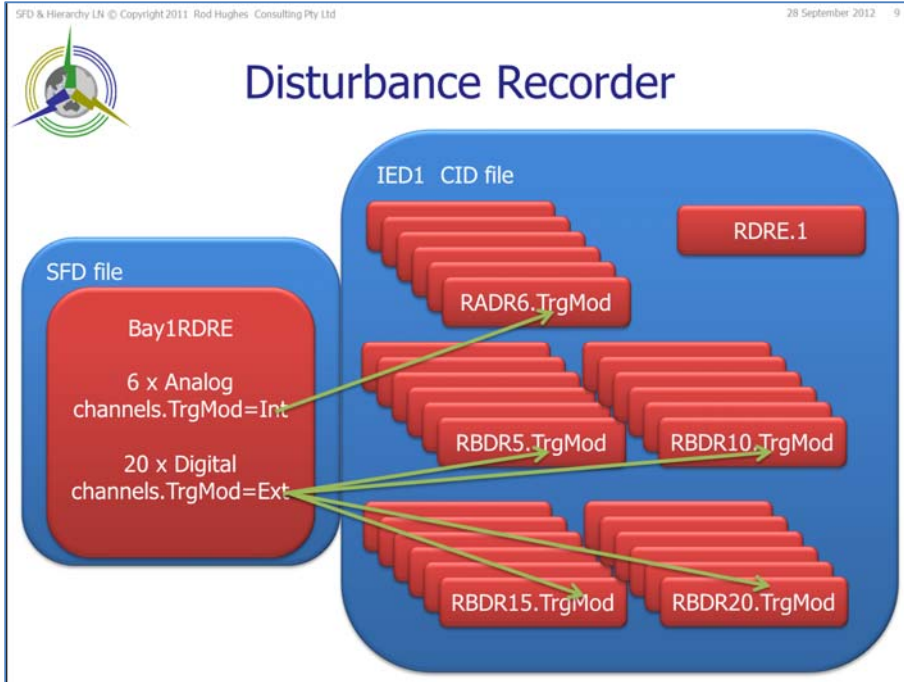 SFD & Hierarchy LN © Copyright 2011 Rod Hughes Consulting Pty Ltd
28 September 2012 9
Disturbance Recorder
IED1 CID file
RDRE.1
SFD file
RADR6.TrgMod
Bay1RDRE
6 x Analog
channels.TrgMod=Int
RBDR5.TrgMod
RBDR10.TrgMod
20 x Digital
channels.TrgMod=Ext
RBDR15.TrgMod
RBDR20.TrgMod